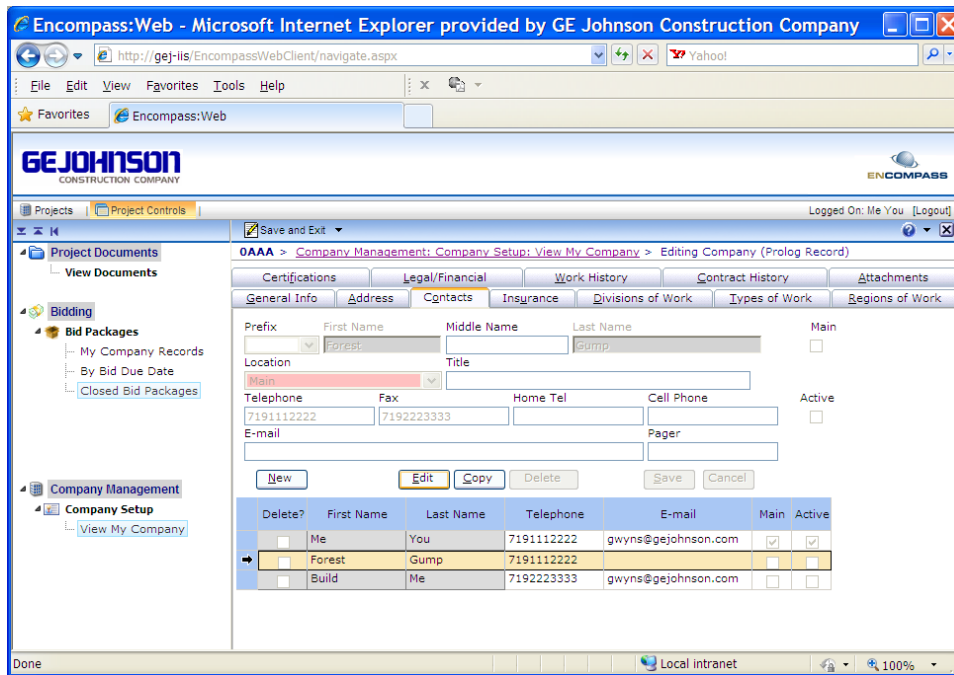 Encompass:Web - Microsoft Internet Explorer provided by GE Johnson Construction Company
http://gej-iis/EncompassWebClient/navigate.aspx Yahoo!
File Edit View Favorites Tools Help x
Favorites Encompass:Web
GE JOHNSON
CONSTRUCTION COMPANY
ENCOMPASS
Projects | Project Controls | Logged On: Me You [Logout]
Save and Exit
Project Documents
View Documents
Bidding
Bid Packages
My Company Records
By Bid Due Date
Closed Bid Packages
Company Management
Company Setup
View My Company
0AAA > Company Management: Company Setup: View My Company > Editing Company (Prolog Record)
Certifications Legal/Financial Work History Contract History Attachments
General Info Address Contacts Insurance Divisions of Work Types of Work Regions of Work
Prefix First Name Middle Name Last Name Main
Forest Gump
Location Title
Main
Telephone Fax Home Tel Cell Phone Active
7191112222 7192223333
E-mail Pager
New Edit Copy Delete Save Cancel
Delete? First Name Last Name Telephone E-mail Main Active
Me You 7191112222 gwyns@gejohnson.com
Forest Gump 7191112222
Build Me 7192223333 gwyns@gejohnson.com
Done Local intranet 100%